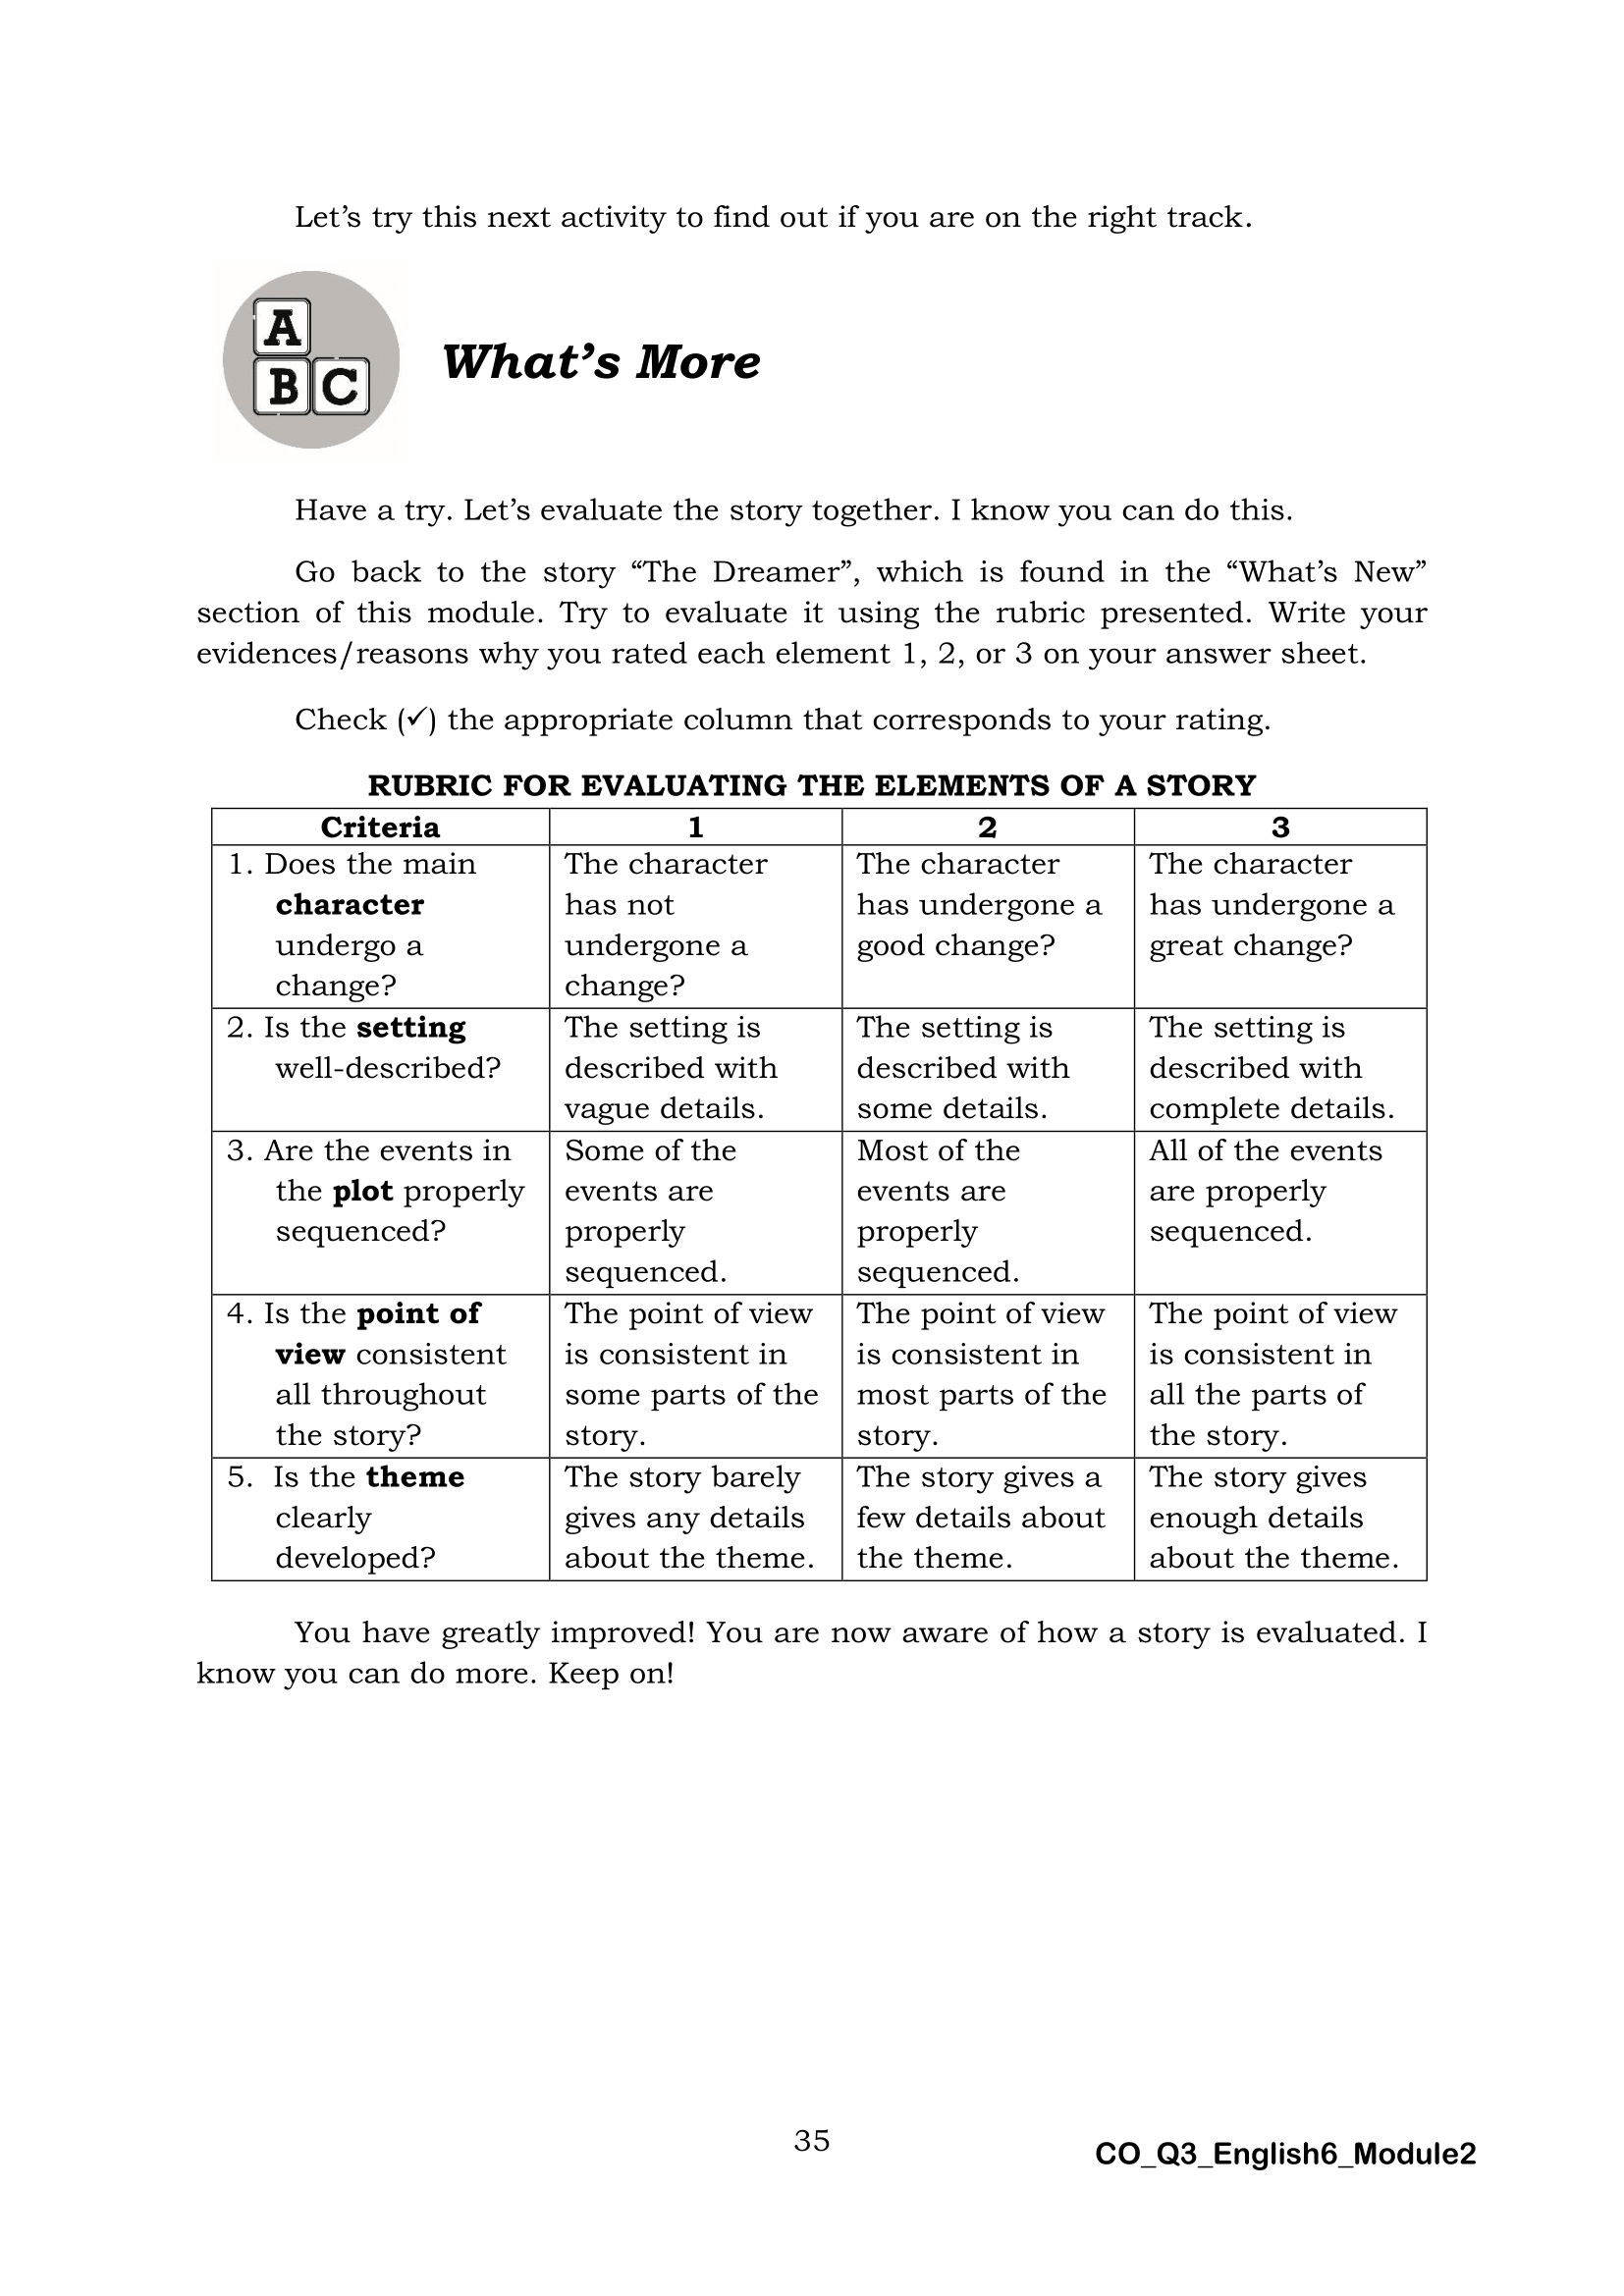 Let's try this next activity to find out if you are on the right track.
A
B C
What's More
Have a try. Let's evaluate the story together. I know you can do this.
Go back to the story “The Dreamer”, which is found in the “What's New”
section of this module. Try to evaluate it using the rubric presented. Write your
evidences/reasons why you rated each element 1, 2, or 3 on your answer sheet.
Check (✓) the appropriate column that corresponds to your rating.
RUBRIC FOR EVALUATING THE ELEMENTS OF A STORY
Criteria 1 2 3
1. Does the main
character
undergo a
change?
The character
has not
undergone a
change?
The character
has undergone a
good change?
The character
has undergone a
great change?
2. Is the setting
well-described?
The setting is
described with
vague details.
The setting is
described with
some details.
The setting is
described with
complete details.
3. Are the events in
the plot properly
sequenced?
Some of the
events are
properly
sequenced.
Most of the
events are
properly
sequenced.
All of the events
are properly
sequenced.
4. Is the point of
view consistent
all throughout
the story?
The point of view
is consistent in
some parts of the
story.
The point of view
is consistent in
most parts of the
story.
The point of view
is consistent in
all the parts of
the story.
5. Is the theme
clearly
developed?
The story barely
gives any details
about the theme.
The story gives a
few details about
the theme.
The story gives
enough details
about the theme.
You have greatly improved! You are now aware of how a story is evaluated. I
know you can do more. Keep on!
35
CO_Q3_English6_Module2